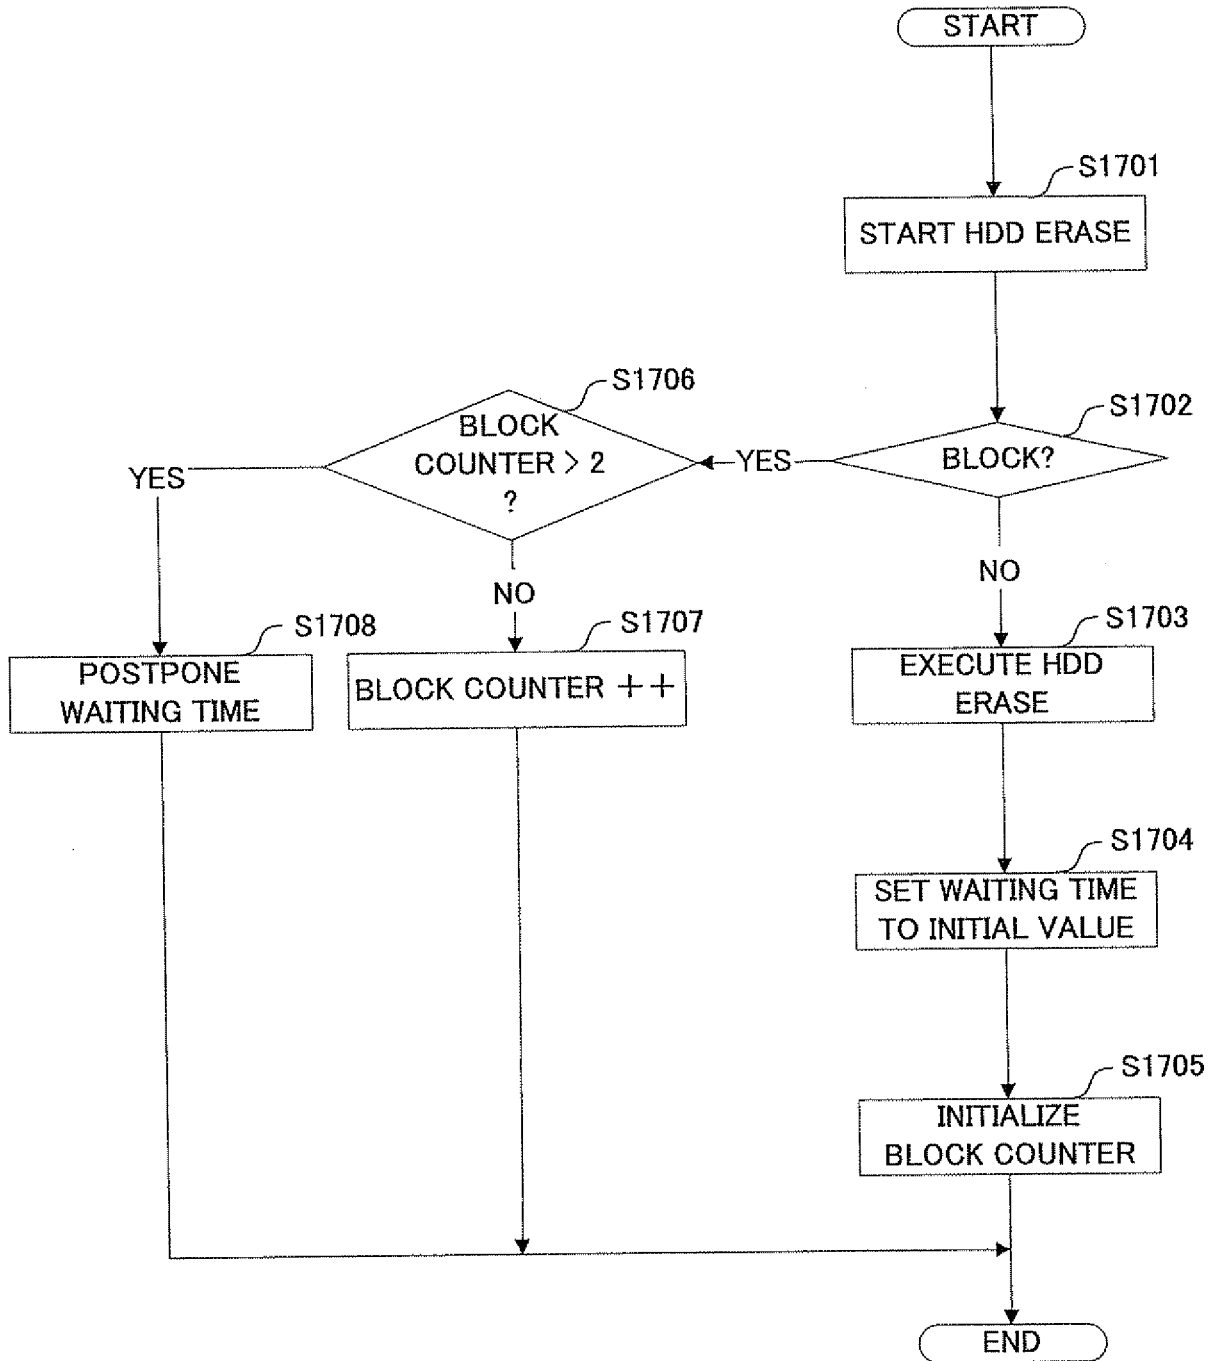 START
S1701
START HDD ERASE
S1706
S1702
BLOCK
COUNTER > 2
?
YES
BLOCK?
YES
NO
NO
S1708
S1707
S1703
POSTPONE
WAITING TIME
BLOCK COUNTER ++
EXECUTE HDD
ERASE
S1704
SET WAITING TIME
TO INITIAL VALUE
S1705
INITIALIZE
BLOCK COUNTER
END